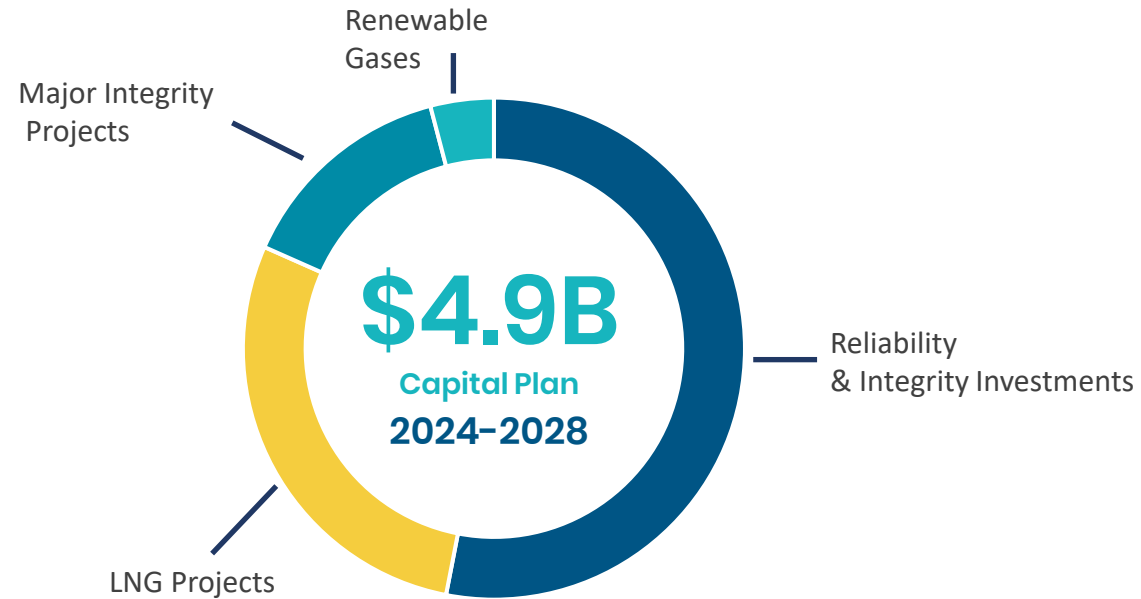 Renewable
Gases
Major Integrity
Projects
$4.9B
Capital Plan
2024-2028
Reliability
& Integrity Investments
LNG Projects